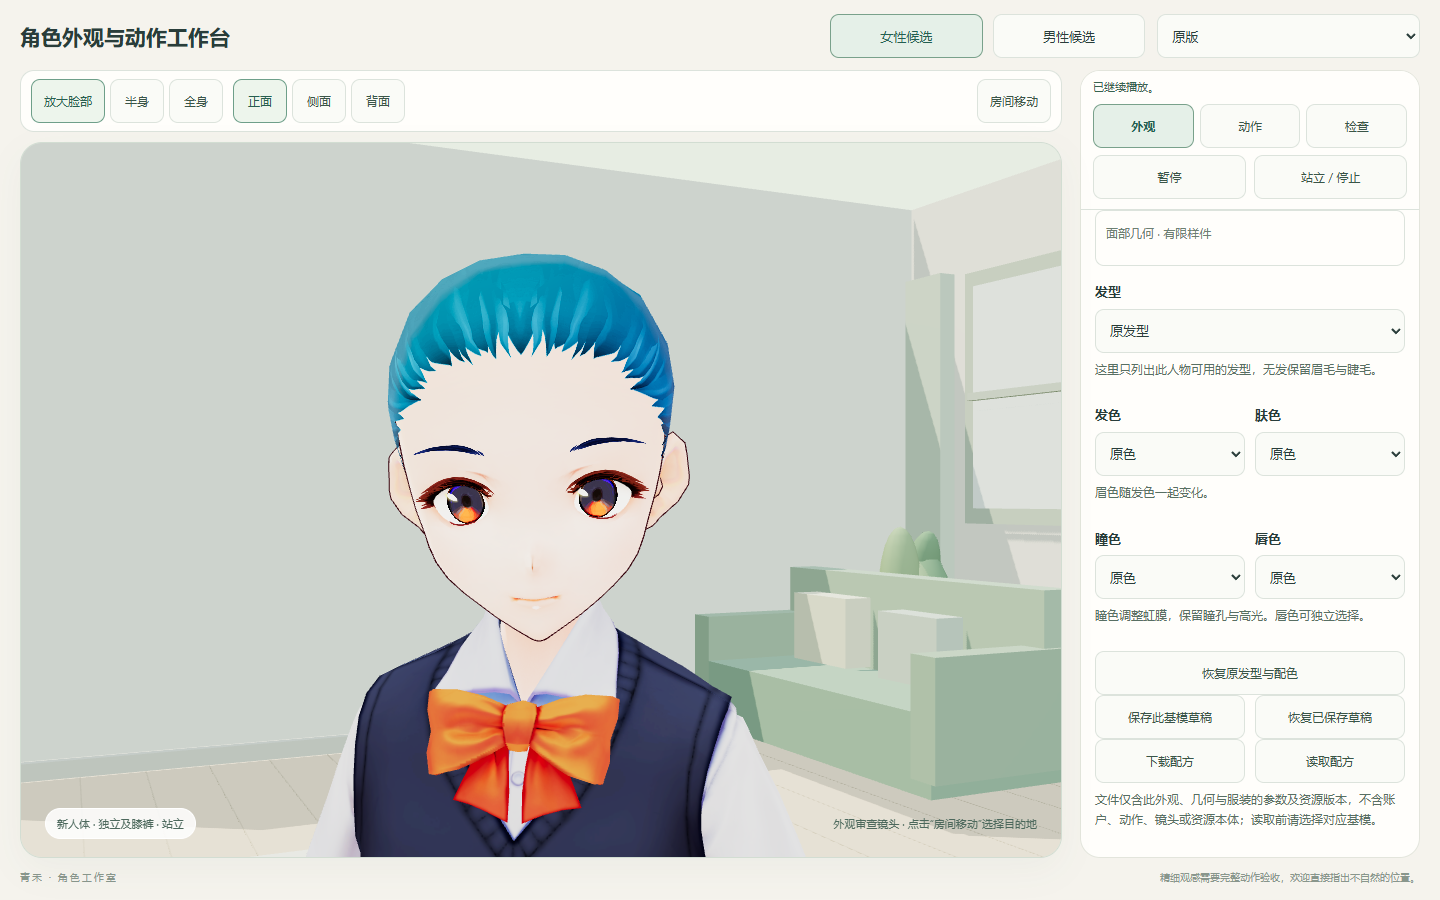 角色外观与动作工作台
女性候选
男性候选
原版
放大脸部
半身
全身
正面
侧面
背面
房间移动
已继续播放。
外观
动作
检查
暂停
站立 / 停止
面部几何 · 有限样件
发型
原发型
这里只列出此人物可用的发型，无发保留眉毛与睫毛。
发色
肤色
原色
原色
眉色随发色一起变化。
瞳色
唇色
原色
原色
瞳色调整虹膜，保留瞳孔与高光。唇色可独立选择。
恢复原发型与配色
保存此基模草稿
恢复已保存草稿
下载配方
读取配方
文件仅含此外观、几何与服装的参数及资源版本，不含账
户、动作、镜头或资源本体；读取前请选择对应基模。
新人体 · 独立及膝裤 · 站立
外观审查镜头 · 点击“房间移动”选择目的地
青禾 · 角色工作室
精细观感需要完整动作验收，欢迎直接指出不自然的位置。